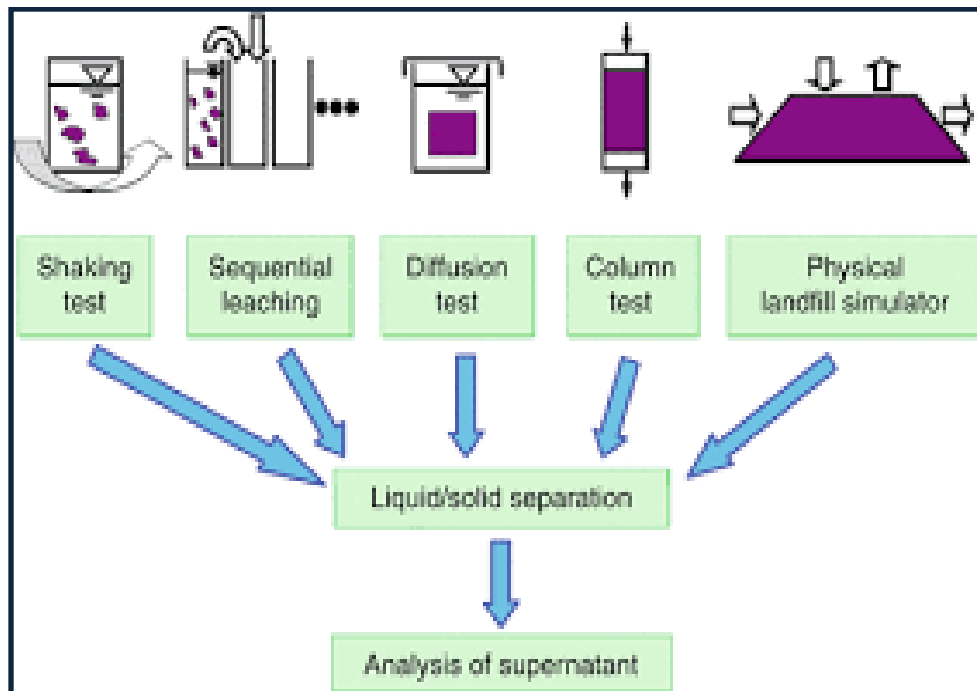 Shaking
test
Sequential
leaching
Diffusion
test
Column
test
Physical
landfill simulator
Liquid/solid separation
Analysis of supernatant